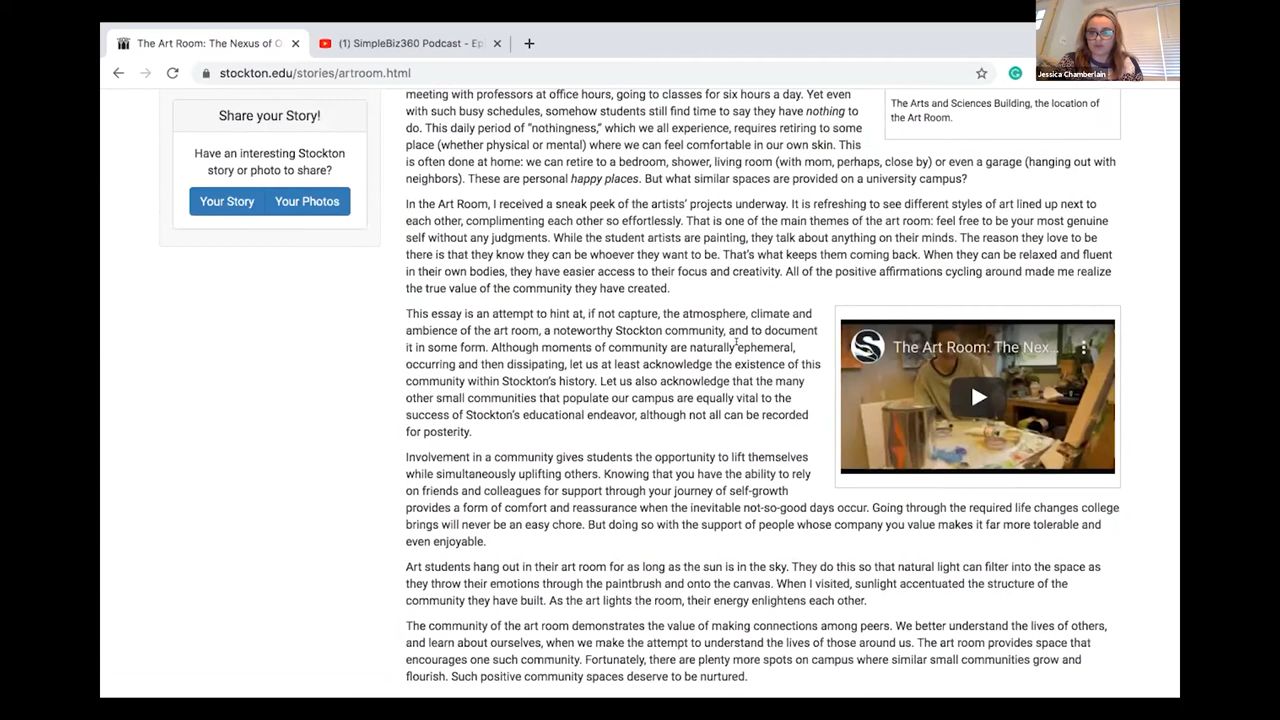 The Art Room: The Nexus of O
(1) SimpleBiz360 Podcast - Ep
stockton.edu/stories/artroom.html
Jessica Chamberlain
Share your Story!
Have an interesting Stockton
story or photo to share?
Your Story Your Photos
meeting with professors at office hours, going to classes for six hours a day. Yet even
with such busy schedules, somehow students still find time to say they have nothing to
do. This daily period of “nothingness,” which we all experience, requires retiring to some
place (whether physical or mental) where we can feel comfortable in our own skin. This
is often done at home: we can retire to a bedroom, shower, living room (with mom, perhaps, close by) or even a garage (hanging out with
neighbors). These are personal happy places. But what similar spaces are provided on a university campus?
The Arts and Sciences Building, the location of
the Art Room.
In the Art Room, I received a sneak peek of the artists’ projects underway. It is refreshing to see different styles of art lined up next to
each other, complimenting each other so effortlessly. That is one of the main themes of the art room: feel free to be your most genuine
self without any judgments. While the student artists are painting, they talk about anything on their minds. The reason they love to be
there is that they know they can be whoever they want to be. That’s what keeps them coming back. When they can be relaxed and fluent
in their own bodies, they have easier access to their focus and creativity. All of the positive affirmations cycling around made me realize
the true value of the community they have created.
This essay is an attempt to hint at, if not capture, the atmosphere, climate and
ambience of the art room, a noteworthy Stockton community, and to document
it in some form. Although moments of community are naturally ephemeral,
occurring and then dissipating, let us at least acknowledge the existence of this
community within Stockton’s history. Let us also acknowledge that the many
other small communities that populate our campus are equally vital to the
success of Stockton’s educational endeavor, although not all can be recorded
for posterity.
The Art Room: The Nex...
Involvement in a community gives students the opportunity to lift themselves
while simultaneously uplifting others. Knowing that you have the ability to rely
on friends and colleagues for support through your journey of self-growth
provides a form of comfort and reassurance when the inevitable not-so-good days occur. Going through the required life changes college
brings will never be an easy chore. But doing so with the support of people whose company you value makes it far more tolerable and
even enjoyable.
Art students hang out in their art room for as long as the sun is in the sky. They do this so that natural light can filter into the space as
they throw their emotions through the paintbrush and onto the canvas. When I visited, sunlight accentuated the structure of the
community they have built. As the art lights the room, their energy enlightens each other.
The community of the art room demonstrates the value of making connections among peers. We better understand the lives of others,
and learn about ourselves, when we make the attempt to understand the lives of those around us. The art room provides space that
encourages one such community. Fortunately, there are plenty more spots on campus where similar small communities grow and
flourish. Such positive community spaces deserve to be nurtured.